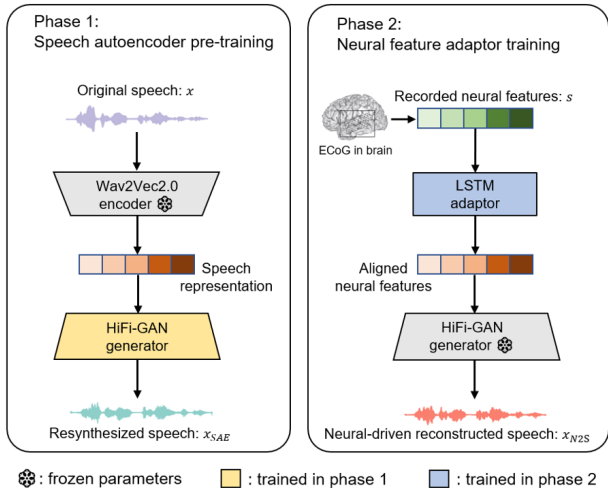 Phase 1:
Speech autoencoder pre-training
Original speech: x
Wav2Vec2.0
encoder
Speech
representation
HiFi-GAN
generator
Resynthesized speech: x_SAE
Phase 2:
Neural feature adaptor training
Recorded neural features: s
ECoG in brain
LSTM
adaptor
Aligned
neural features
HiFi-GAN
generator
Neural-driven reconstructed speech: x_N2S
: frozen parameters
: trained in phase 1
: trained in phase 2